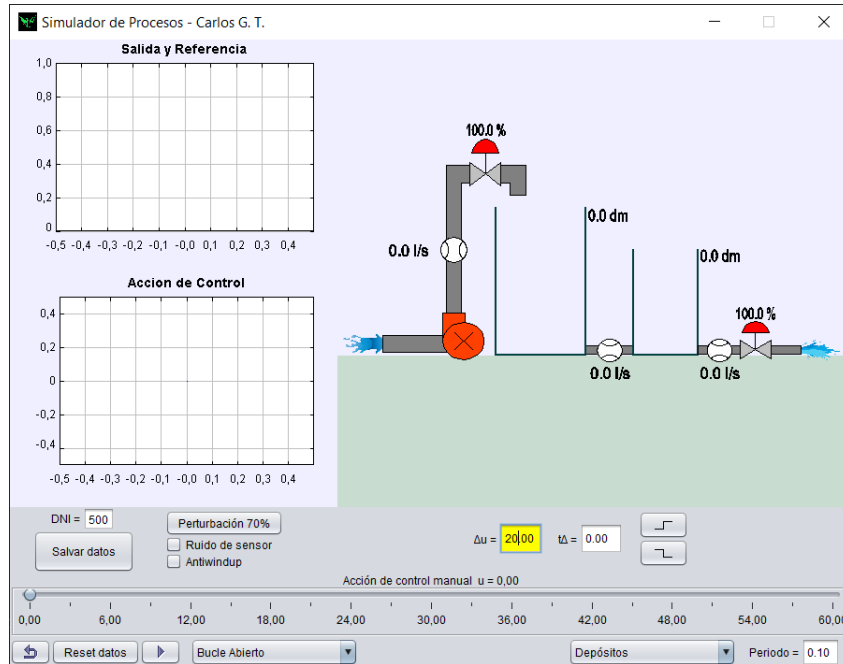 Simulador de Procesos - Carlos G. T.
Salida y Referencia
1,0
0,8
0,6
0,4
0,2
0
-0,5 -0,4 -0,3 -0,2 -0,1 -0,0 0,1 0,2 0,3 0,4
Accion de Control
0,4
0,2
0
-0,2
-0,4
-0,5 -0,4 -0,3 -0,2 -0,1 -0,0 0,1 0,2 0,3 0,4
100.0 %
0.0 l/s
0.0 dm
0.0 dm
100.0 %
0.0 l/s
0.0 l/s
DNI = 500
Salvar datos
Perturbación 70%
Ruido de sensor
Antiwindup
Δu = 20.00
tΔ = 0.00
Acción de control manual u = 0,00
0,00 6,00 12,00 18,00 24,00 30,00 36,00 42,00 48,00 54,00 60,00
Reset datos
Bucle Abierto
Depósitos
Periodo = 0.10